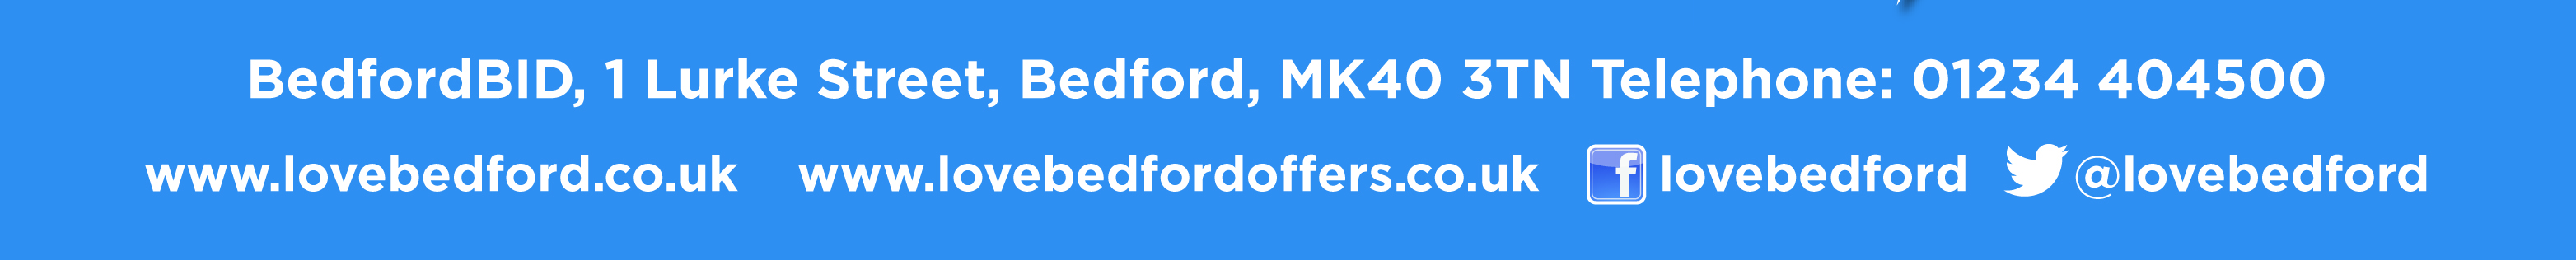 BedfordBID, 1 Lurke Street, Bedford, MK40 3TN Telephone: 01234 404500
www.lovebedford.co.uk www.lovebedfordoffers.co.uk f lovebedford @lovebedford